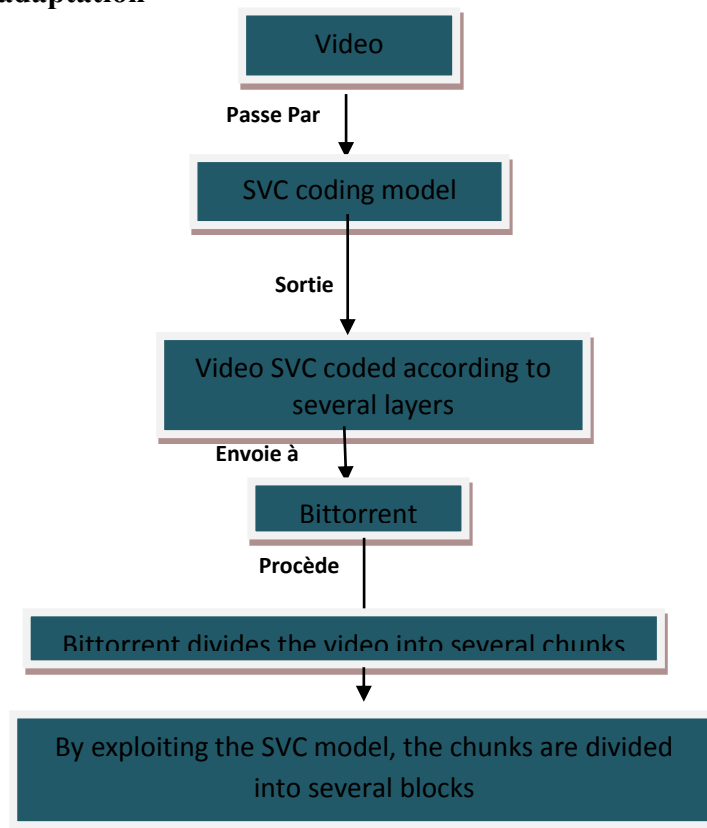 adaptation
Video
Passe Par
SVC coding model
Sortie
Video SVC coded according to
several layers
Envoie à
Bittorrent
Procède
Bittorrent divides the video into several chunks
By exploiting the SVC model, the chunks are divided
into several blocks